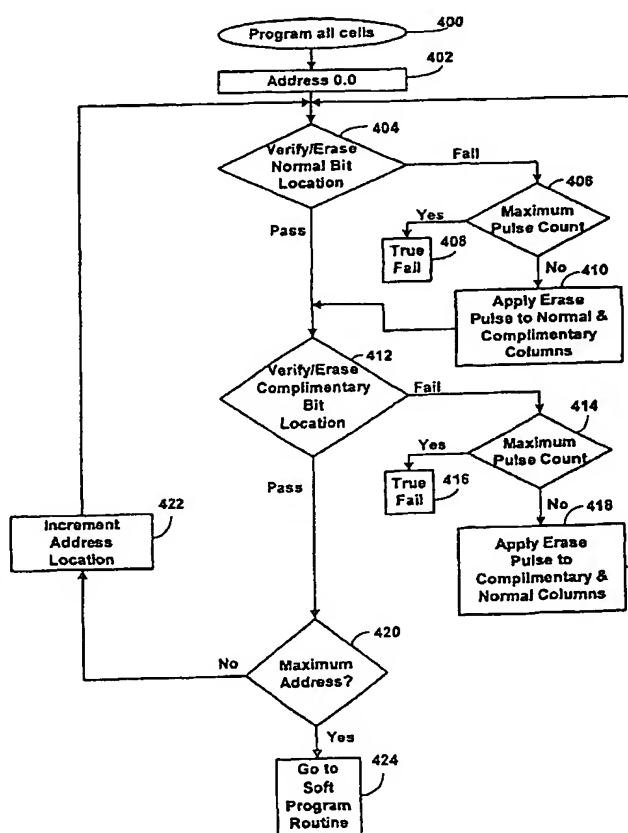 Program all cells
400
402
Address 0.0
404
Verify/Erase
Normal Bit
Location
Fail
406
Maximum
Pulse Count
Yes
True
Fail
408
No
410
Apply Erase
Pulse to Normal &
Complimentary
Columns
Pass
412
Verify/Erase
Complimentary
Bit
Location
Fail
414
Maximum
Pulse Count
Yes
True
Fail
416
No
418
Apply Erase
Pulse to
Complimentary &
Normal Columns
Pass
Increment
Address
Location
422
420
Maximum
Address?
No
Yes
Go to
Soft
Program
Routine
424